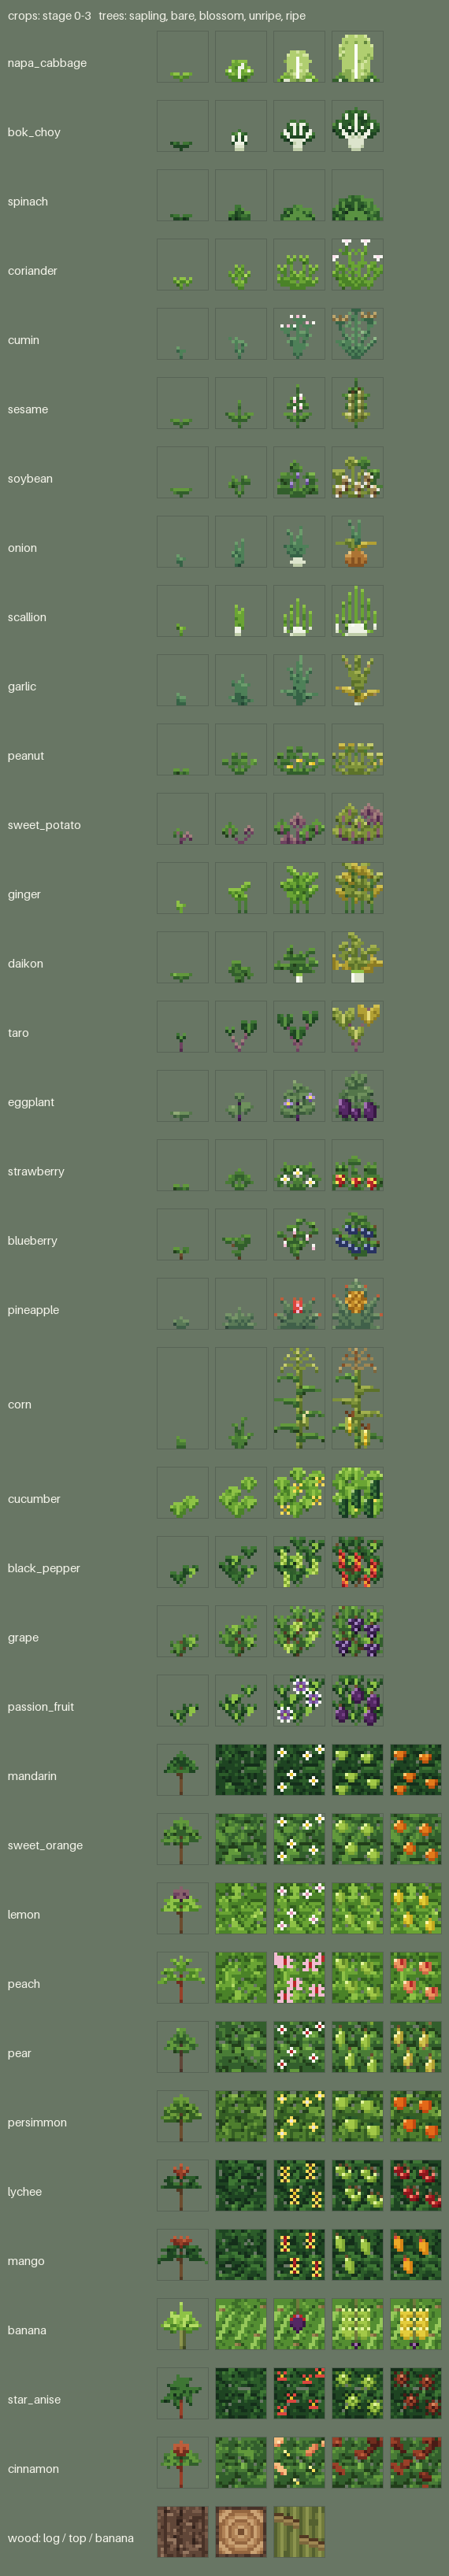 crops: stage 0-3 trees: sapling, bare, blossom, unripe, ripe
napa_cabbage
bok_choy
spinach
coriander
cumin
sesame
soybean
onion
scallion
garlic
peanut
sweet_potato
ginger
daikon
taro
eggplant
strawberry
blueberry
pineapple
corn
cucumber
black_pepper
grape
passion_fruit
mandarin
sweet_orange
lemon
peach
pear
persimmon
lychee
mango
banana
star_anise
cinnamon
wood: log / top / banana